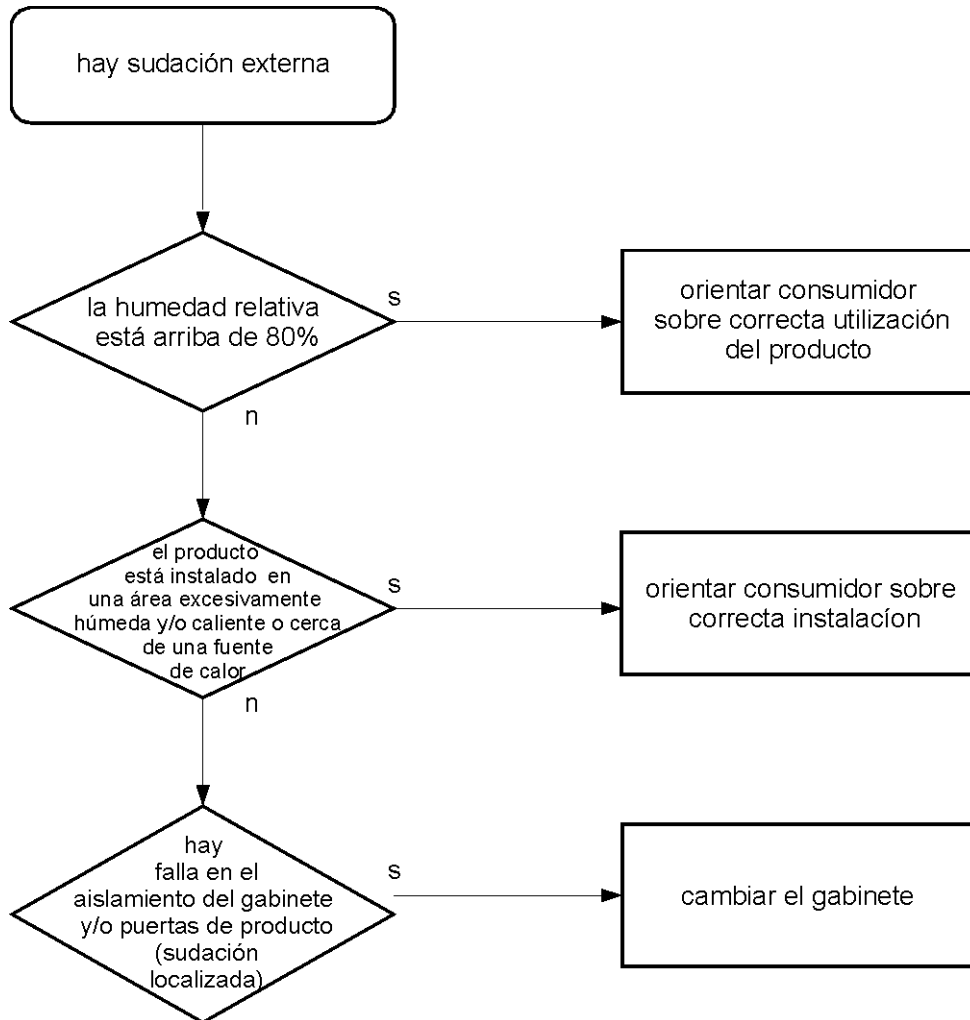 hay sudación externa
la humedad relativa
está arriba de 80%
s
orientar consumidor
sobre correcta utilización
del producto
n
el producto
está instalado en
una área excesivamente
húmeda y/o caliente o cerca
de una fuente
de calor
s
orientar consumidor sobre
correcta instalacíon
n
hay
falla en el
aislamiento del gabinete
y/o puertas de producto
(sudación
localizada)
s
cambiar el gabinete